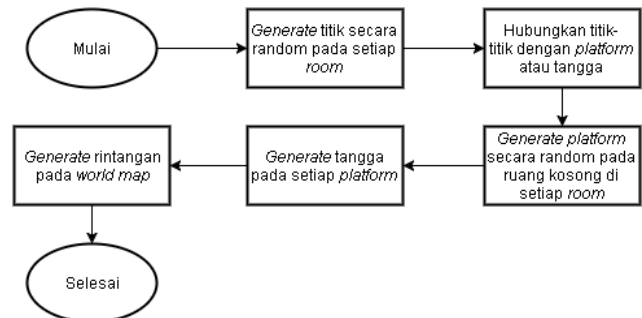 Mulai
Generate titik secara
random pada setiap
room
Hubungkan titik-
titik dengan platform
atau tangga
Generate platform
secara random pada
ruang kosong di
setiap room
Generate tangga
pada setiap platform
Generate rintangan
pada world map
Selesai